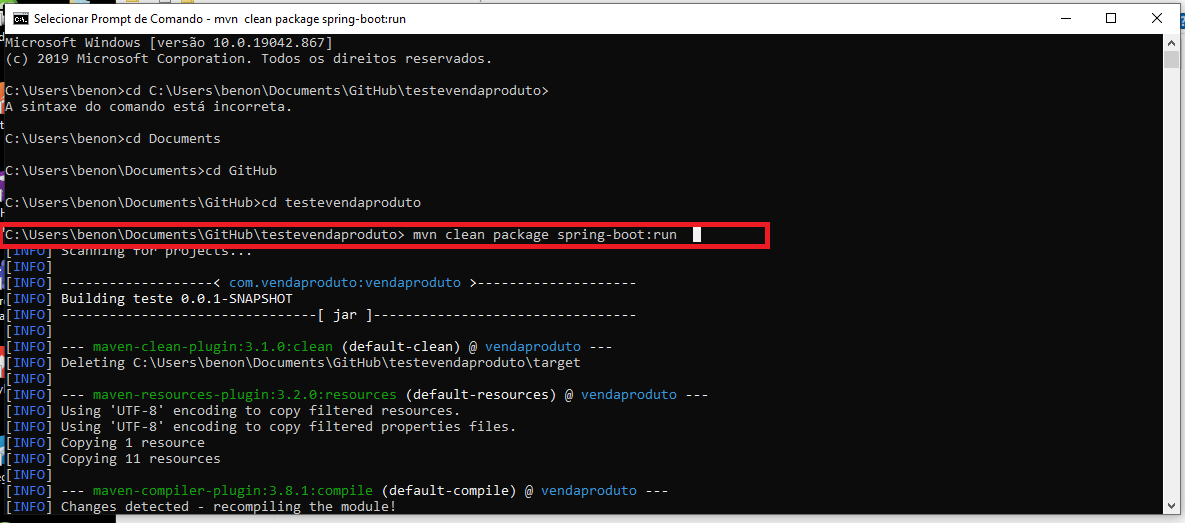 Selecionar Prompt de Comando - mvn  clean package spring-boot:run
Microsoft Windows [versão 10.0.19042.867]
(c) 2019 Microsoft Corporation. Todos os direitos reservados.
C:\Users\benon>cd C:\Users\benon\Documents\GitHub\testevendaproduto>
A sintaxe do comando está incorreta.
C:\Users\benon>cd Documents
C:\Users\benon\Documents>cd GitHub
C:\Users\benon\Documents\GitHub>cd testevendaproduto
C:\Users\benon\Documents\GitHub\testevendaproduto> mvn clean package spring-boot:run
[INFO] Scanning for projects...
[INFO]
[INFO] -------------------< com.vendaproduto:vendaproduto >--------------------
[INFO] Building teste 0.0.1-SNAPSHOT
[INFO] --------------------------------[ jar ]---------------------------------
[INFO]
[INFO] --- maven-clean-plugin:3.1.0:clean (default-clean) @ vendaproduto ---
[INFO] Deleting C:\Users\benon\Documents\GitHub\testevendaproduto\target
[INFO]
[INFO] --- maven-resources-plugin:3.2.0:resources (default-resources) @ vendaproduto ---
[INFO] Using 'UTF-8' encoding to copy filtered resources.
[INFO] Using 'UTF-8' encoding to copy filtered properties files.
[INFO] Copying 1 resource
[INFO] Copying 11 resources
[INFO]
[INFO] --- maven-compiler-plugin:3.8.1:compile (default-compile) @ vendaproduto ---
[INFO] Changes detected - recompiling the module!